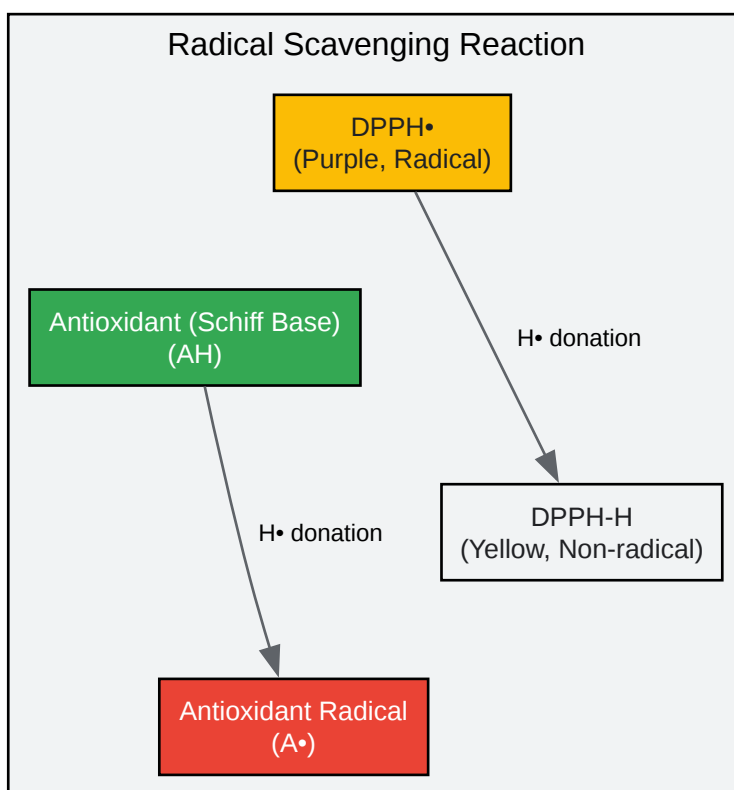 Radical Scavenging Reaction
DPPH•
(Purple, Radical)
Antioxidant (Schiff Base)
(AH)
H• donation
DPPH-H
(Yellow, Non-radical)
H• donation
Antioxidant Radical
(A•)